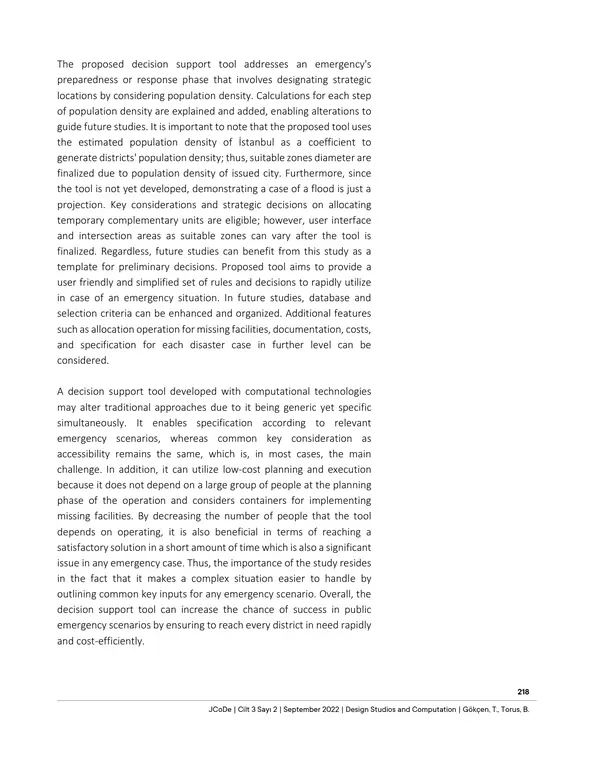 The proposed decision support tool addresses an emergency's
preparedness or response phase that involves designating strategic
locations by considering population density. Calculations for each step
of population density are explained and added, enabling alterations to
guide future studies. It is important to note that the proposed tool uses
the estimated population density of İstanbul as a coefficient to
generate districts' population density; thus, suitable zones diameter are
finalized due to population density of issued city. Furthermore, since
the tool is not yet developed, demonstrating a case of a flood is just a
projection. Key considerations and strategic decisions on allocating
temporary complementary units are eligible; however, user interface
and intersection areas as suitable zones can vary after the tool is
finalized. Regardless, future studies can benefit from this study as a
template for preliminary decisions. Proposed tool aims to provide a
user friendly and simplified set of rules and decisions to rapidly utilize
in case of an emergency situation. In future studies, database and
selection criteria can be enhanced and organized. Additional features
such as allocation operation for missing facilities, documentation, costs,
and specification for each disaster case in further level can be
considered.
A decision support tool developed with computational technologies
may alter traditional approaches due to it being generic yet specific
simultaneously. It enables specification according to relevant
emergency scenarios, whereas common key consideration as
accessibility remains the same, which is, in most cases, the main
challenge. In addition, it can utilize low-cost planning and execution
because it does not depend on a large group of people at the planning
phase of the operation and considers containers for implementing
missing facilities. By decreasing the number of people that the tool
depends on operating, it is also beneficial in terms of reaching a
satisfactory solution in a short amount of time which is also a significant
issue in any emergency case. Thus, the importance of the study resides
in the fact that it makes a complex situation easier to handle by
outlining common key inputs for any emergency scenario. Overall, the
decision support tool can increase the chance of success in public
emergency scenarios by ensuring to reach every district in need rapidly
and cost-efficiently.
218
JCoDe | Cilt 3 Sayı 2 | September 2022 | Design Studios and Computation | Gökçen, T., Torus, B.